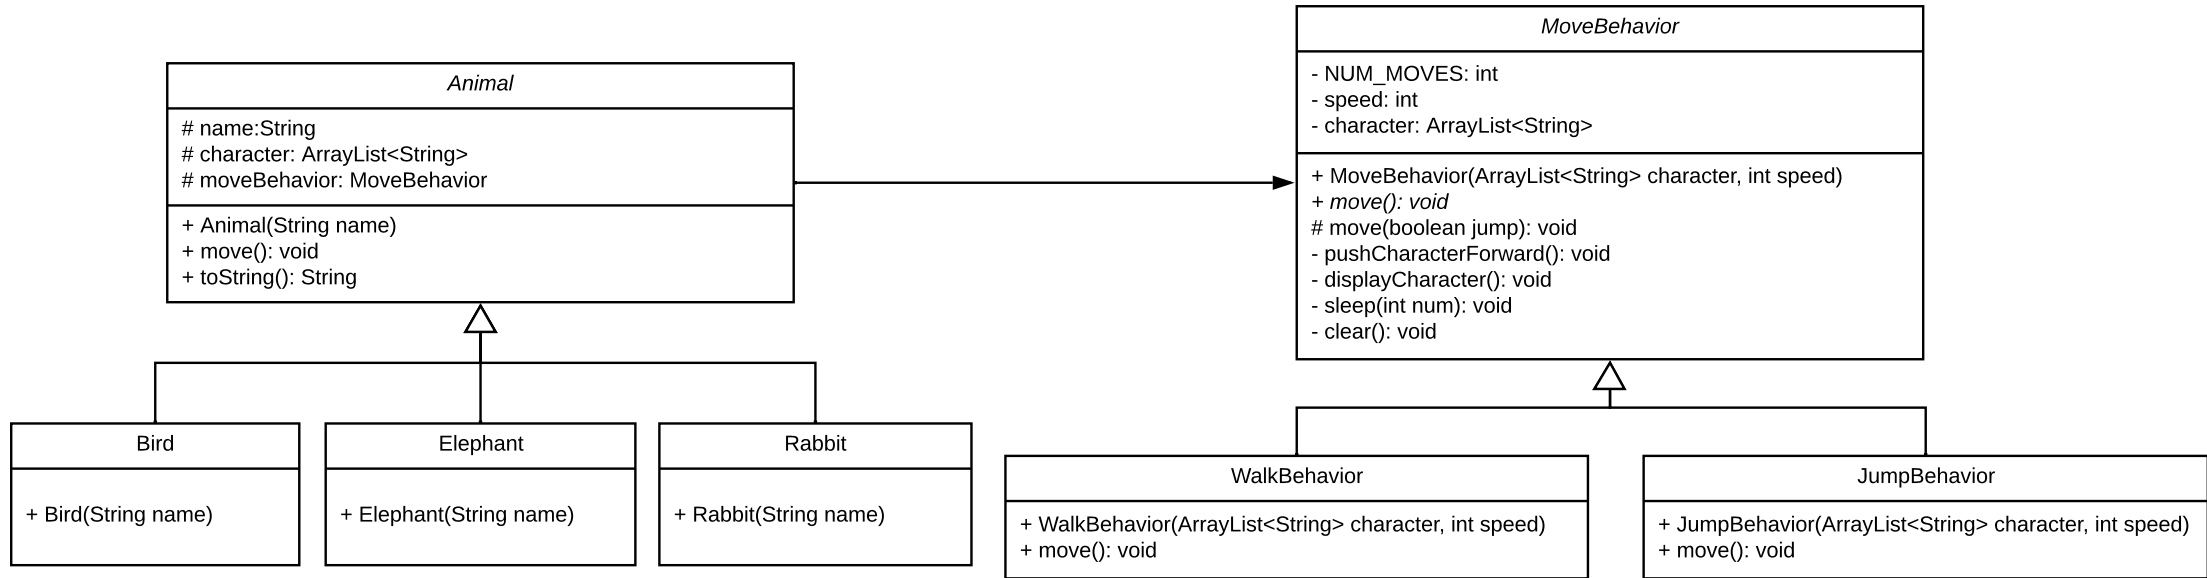 Animal
# name:String
# character: ArrayList<String>
# moveBehavior: MoveBehavior
+ Animal(String name)
+ move(): void
+ toString(): String
MoveBehavior
- NUM_MOVES: int
- speed: int
- character: ArrayList<String>
+ MoveBehavior(ArrayList<String> character, int speed)
+ move(): void
# move(boolean jump): void
- pushCharacterForward(): void
- displayCharacter(): void
- sleep(int num): void
- clear(): void
Bird
+ Bird(String name)
Elephant
+ Elephant(String name)
Rabbit
+ Rabbit(String name)
WalkBehavior
+ WalkBehavior(ArrayList<String> character, int speed)
+ move(): void
JumpBehavior
+ JumpBehavior(ArrayList<String> character, int speed)
+ move(): void